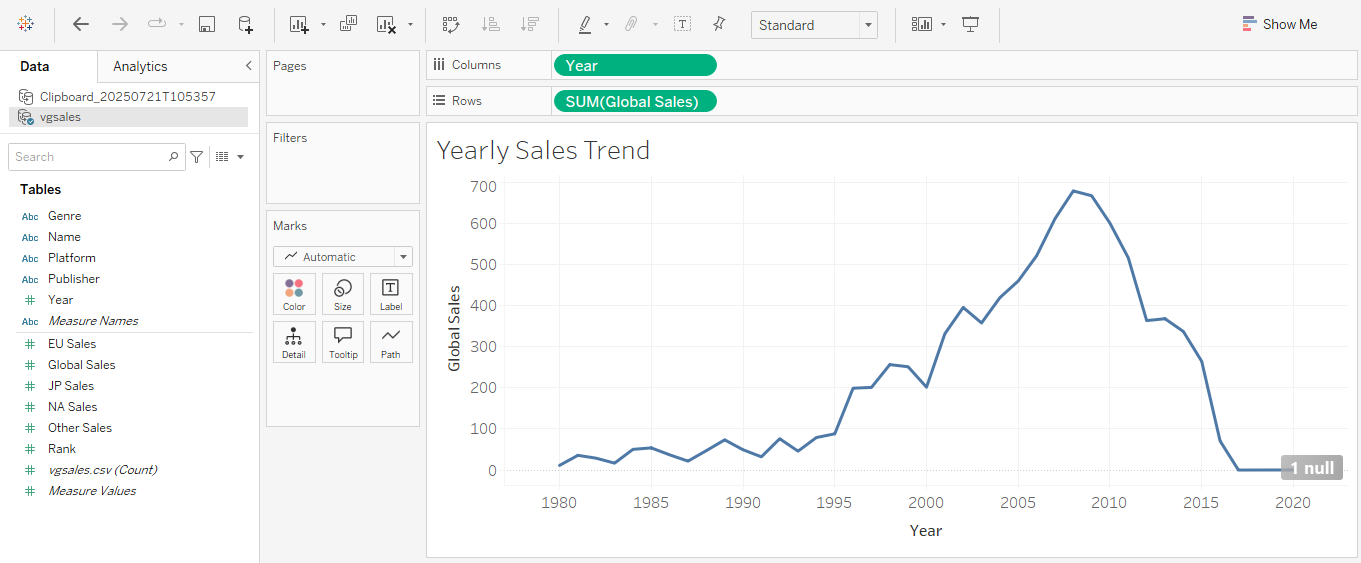 Standard
Show Me
Data
Analytics
Clipboard_20250721T105357
vgsales
Search
Tables
Abc Genre
Abc Name
Abc Platform
Abc Publisher
# Year
Abc Measure Names
# EU Sales
# Global Sales
# JP Sales
# NA Sales
# Other Sales
# Rank
# vgsales.csv (Count)
# Measure Values
Pages
Filters
Marks
Automatic
Color Size Label
Detail Tooltip Path
Columns Year
Rows SUM(Global Sales)
Yearly Sales Trend
Global Sales
700
600
500
400
300
200
100
0
1 null
1980 1985 1990 1995 2000 2005 2010 2015 2020
Year